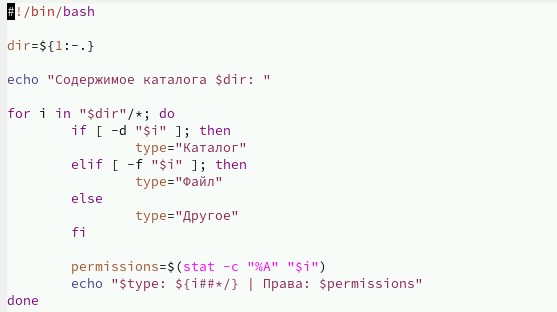 #!/bin/bash
dir=${1:-.}
echo "Содержимое каталога $dir: "
for i in "$dir"/*; do
if [ -d "$i" ]; then
type="Каталог"
elif [ -f "$i" ]; then
type="Файл"
else
type="Другое"
fi
permissions=$(stat -c "%A" "$i")
echo "$type: ${i##*/} | Права: $permissions"
done